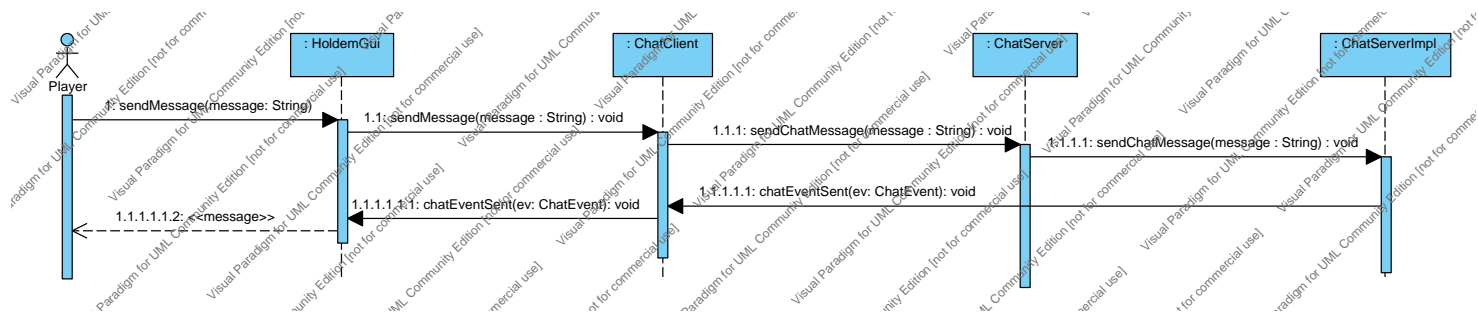 : HoldemGui
: ChatClient
: ChatServer
: ChatServerImpl
Player
1: sendMessage(message: String)
1.1: sendMessage(message : String) : void
1.1.1: sendChatMessage(message : String) : void
1.1.1.1: sendChatMessage(message : String) : void
1.1.1.1.1: chatEventSent(ev: ChatEvent): void
1.1.1.1.1.1: chatEventSent(ev: ChatEvent): void
1.1.1.1.1.2: <<message>>
Visual Paradigm for UML Community Edition [not for commercial use]